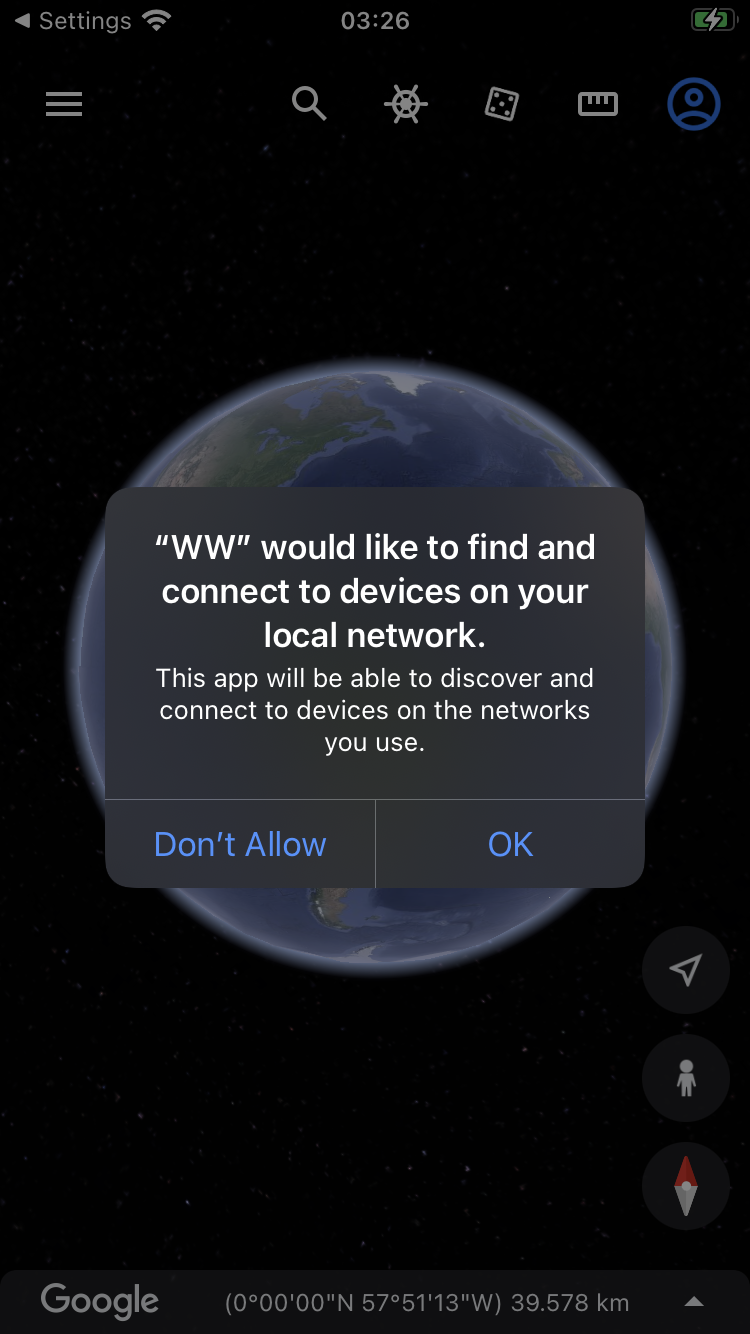 Settings 03:26
“WW” would like to find and
connect to devices on your
local network.
This app will be able to discover and
connect to devices on the networks
you use.
Don’t Allow OK
Google (0°00'00"N 57°51'13"W) 39.578 km